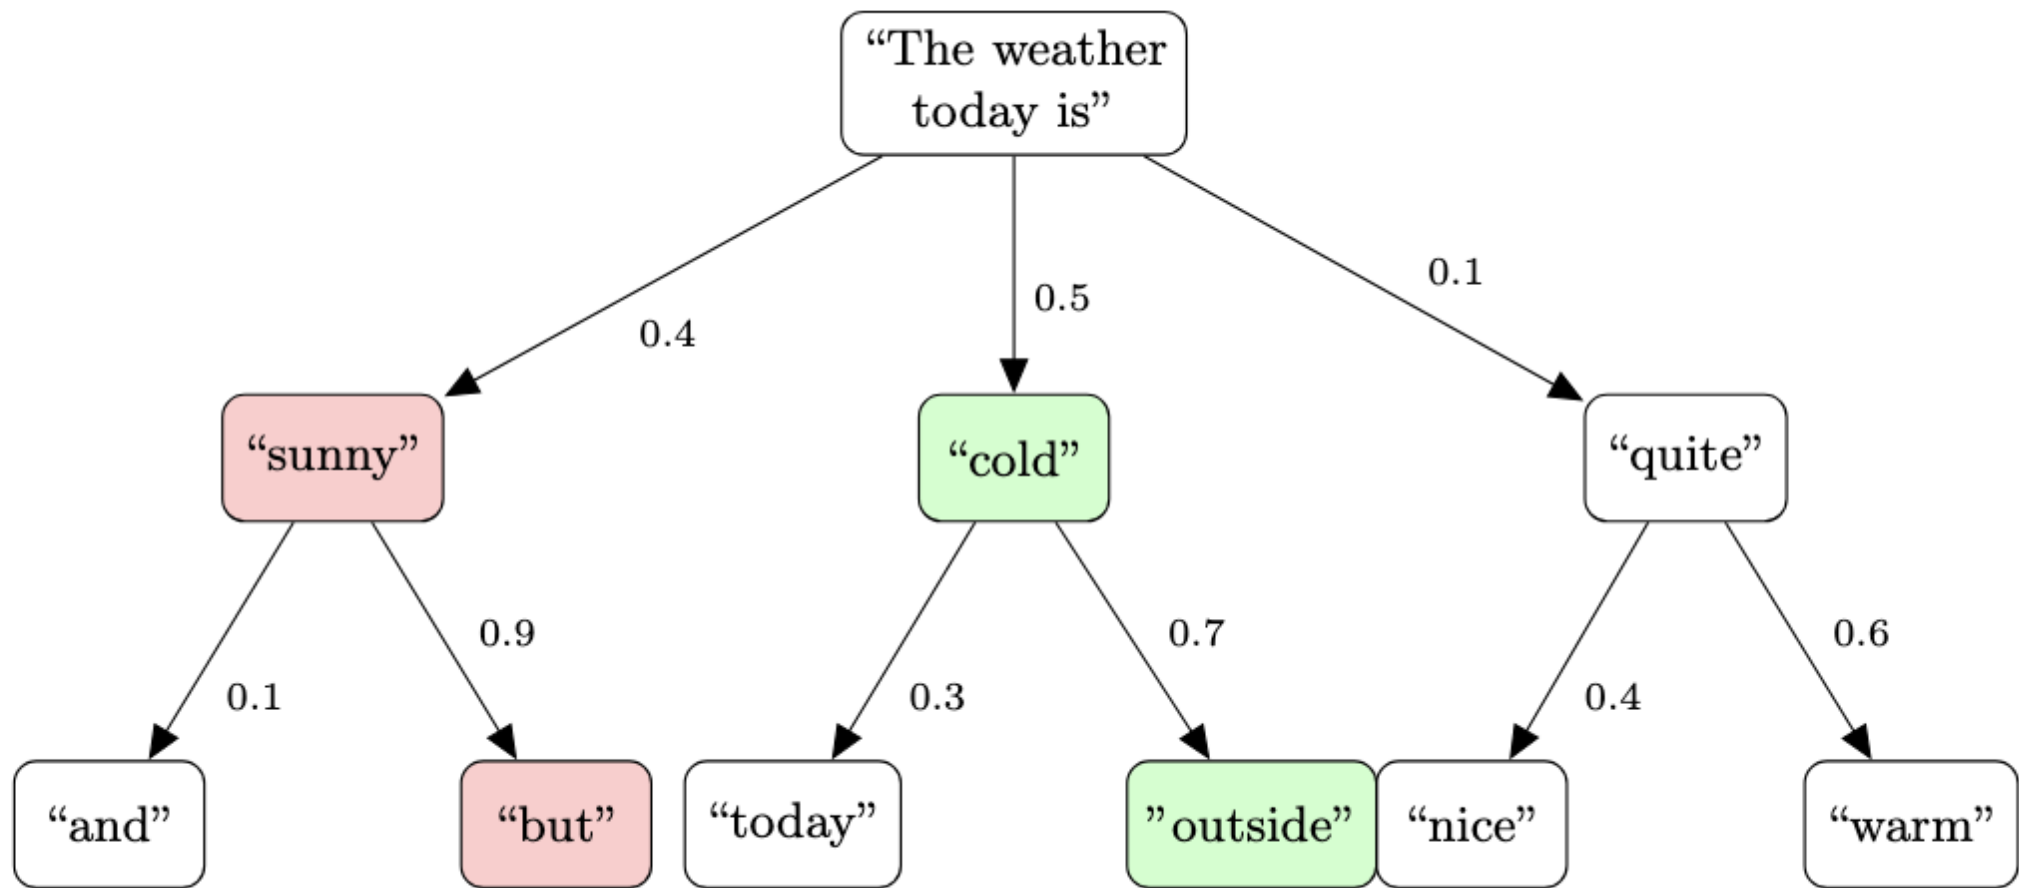 “The weather
today is”
0.4
0.5
0.1
“sunny”
“cold”
“quite”
0.1
0.9
0.3
0.7
0.4
0.6
“and”
“but”
“today”
”outside”
“nice”
“warm”